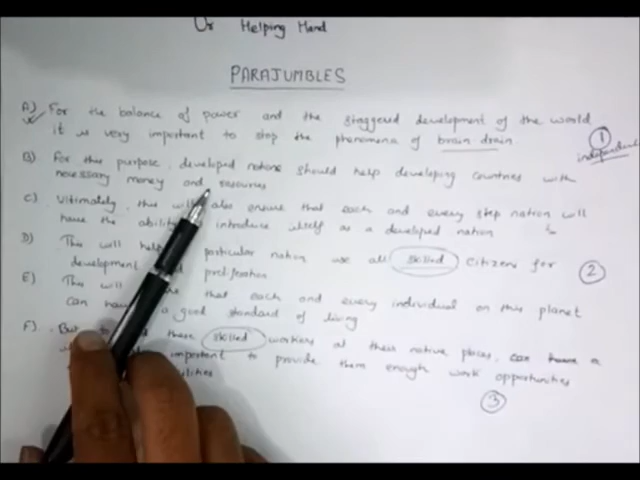 Ur Helping Hand
PARAJUMBLES
A) For the balance of power and the staggered development of the world
it is very important to stop the phenomena of brain drain.
1
independent
B) For this purpose, developed nations should help developing countries with
necessary money and resources
C) Ultimately, this will also ensure that each and every step nation will
have the ability introduce itself as a developed nation
D) This will help particular nation use all skilled citizens for
development proliferation
2
E) This will that each and every individual on this planet
can have a good standard of living
F) But these skilled workers at their native places, can have a
important to provide them enough work opportunities
3